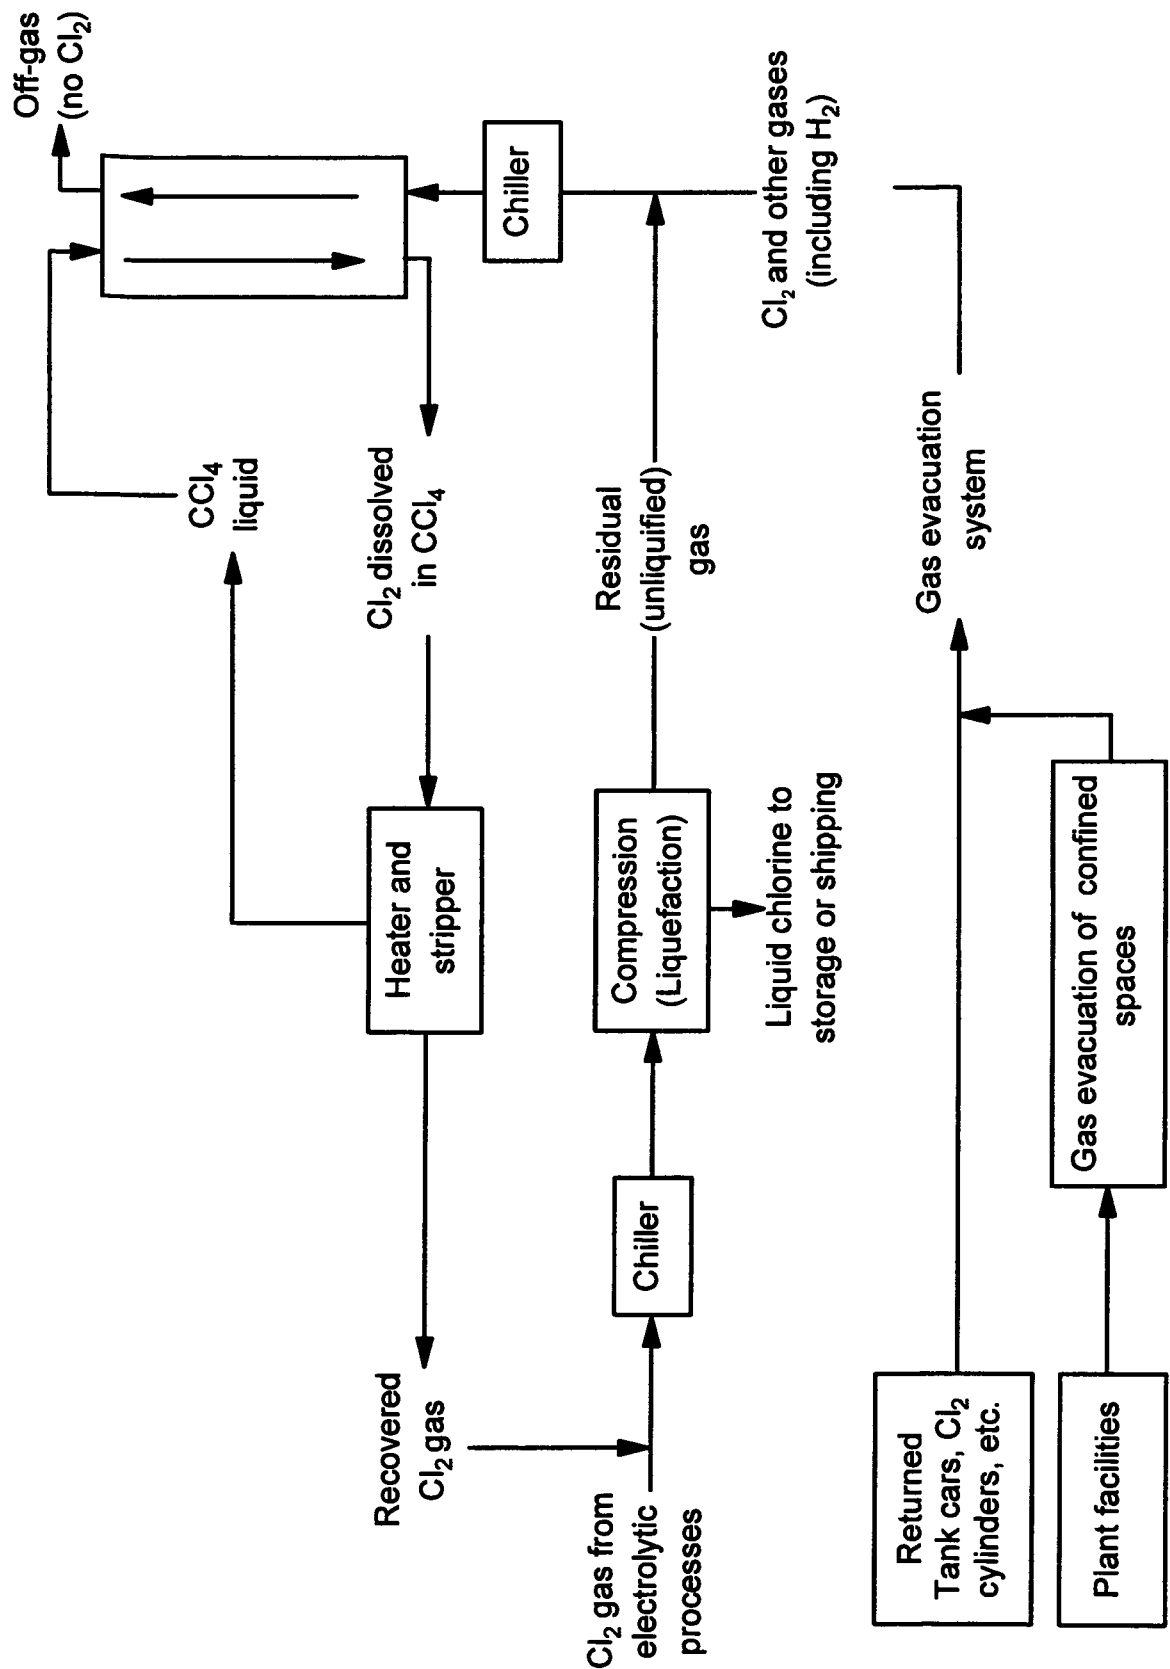 Off-gas
(no Cl₂)
CCl₄
liquid
Chiller
Cl₂ dissolved
in CCl₄
Heater and
stripper
Recovered
Cl₂ gas
Cl₂ and other gases
(including H₂)
Residual
(unliquified)
gas
Compression
(Liquefaction)
Liquid chlorine to
storage or shipping
Chiller
Cl₂ gas from
electrolytic
processes
Gas evacuation
system
Returned
Tank cars, Cl₂
cylinders, etc.
Gas evacuation of confined
spaces
Plant facilities